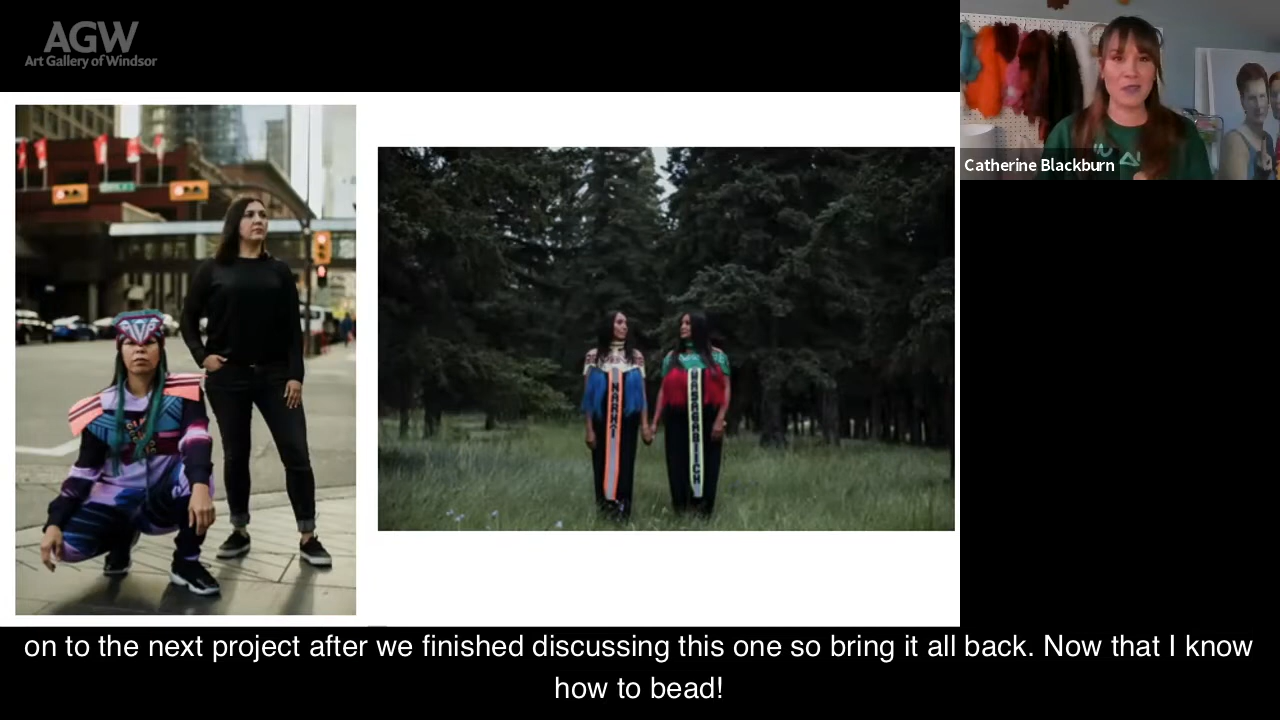 AGW
Art Gallery of Windsor
Catherine Blackburn
on to the next project after we finished discussing this one so bring it all back. Now that I know
how to bead!